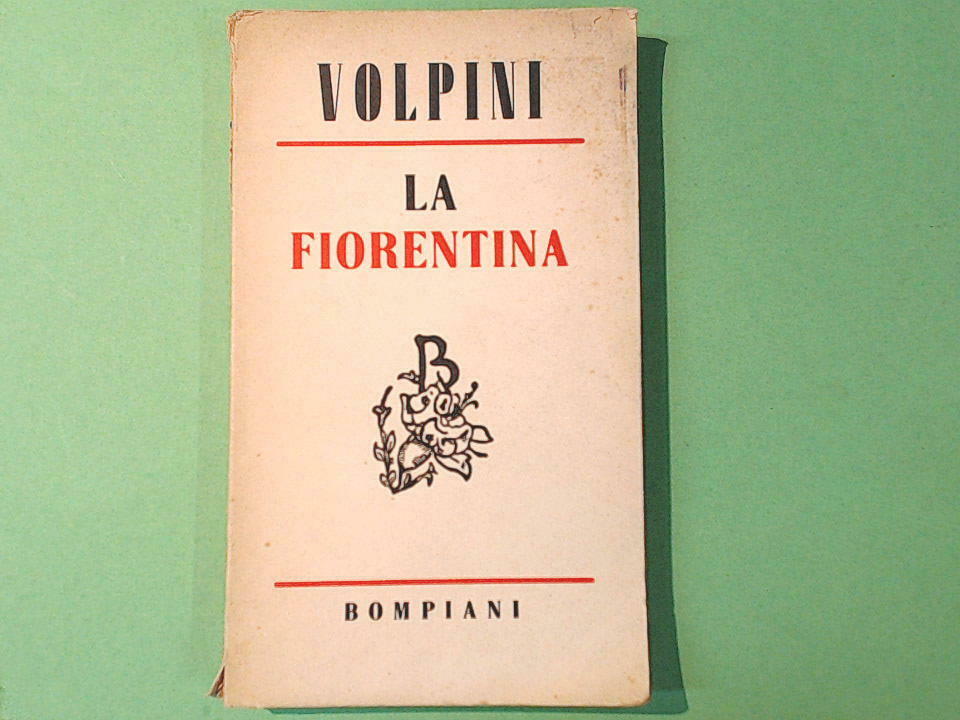 VOLPINI
LA
FIORENTINA
B
BOMPIANI